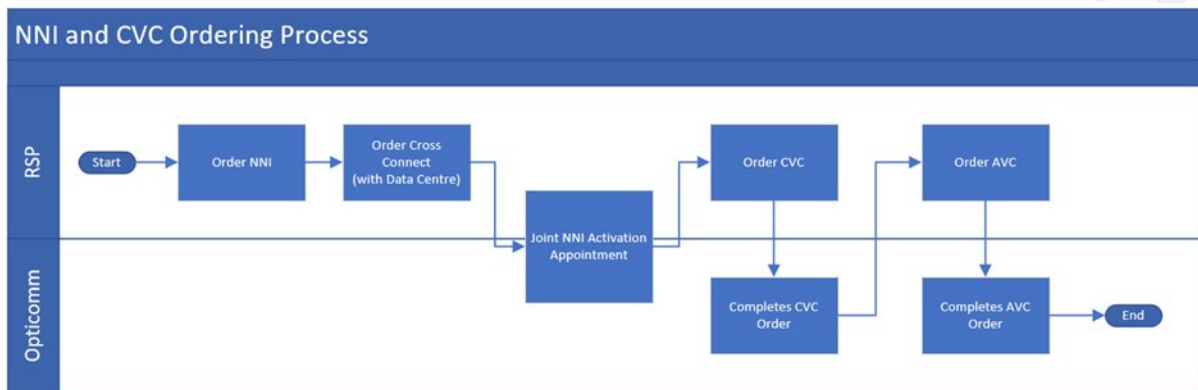 NNI and CVC Ordering Process
RSP
Start
Order NNI
Order Cross
Connect
(with Data Centre)
Joint NNI Activation
Appointment
Order CVC
Order AVC
Opticomm
Completes CVC
Order
Completes AVC
Order
End